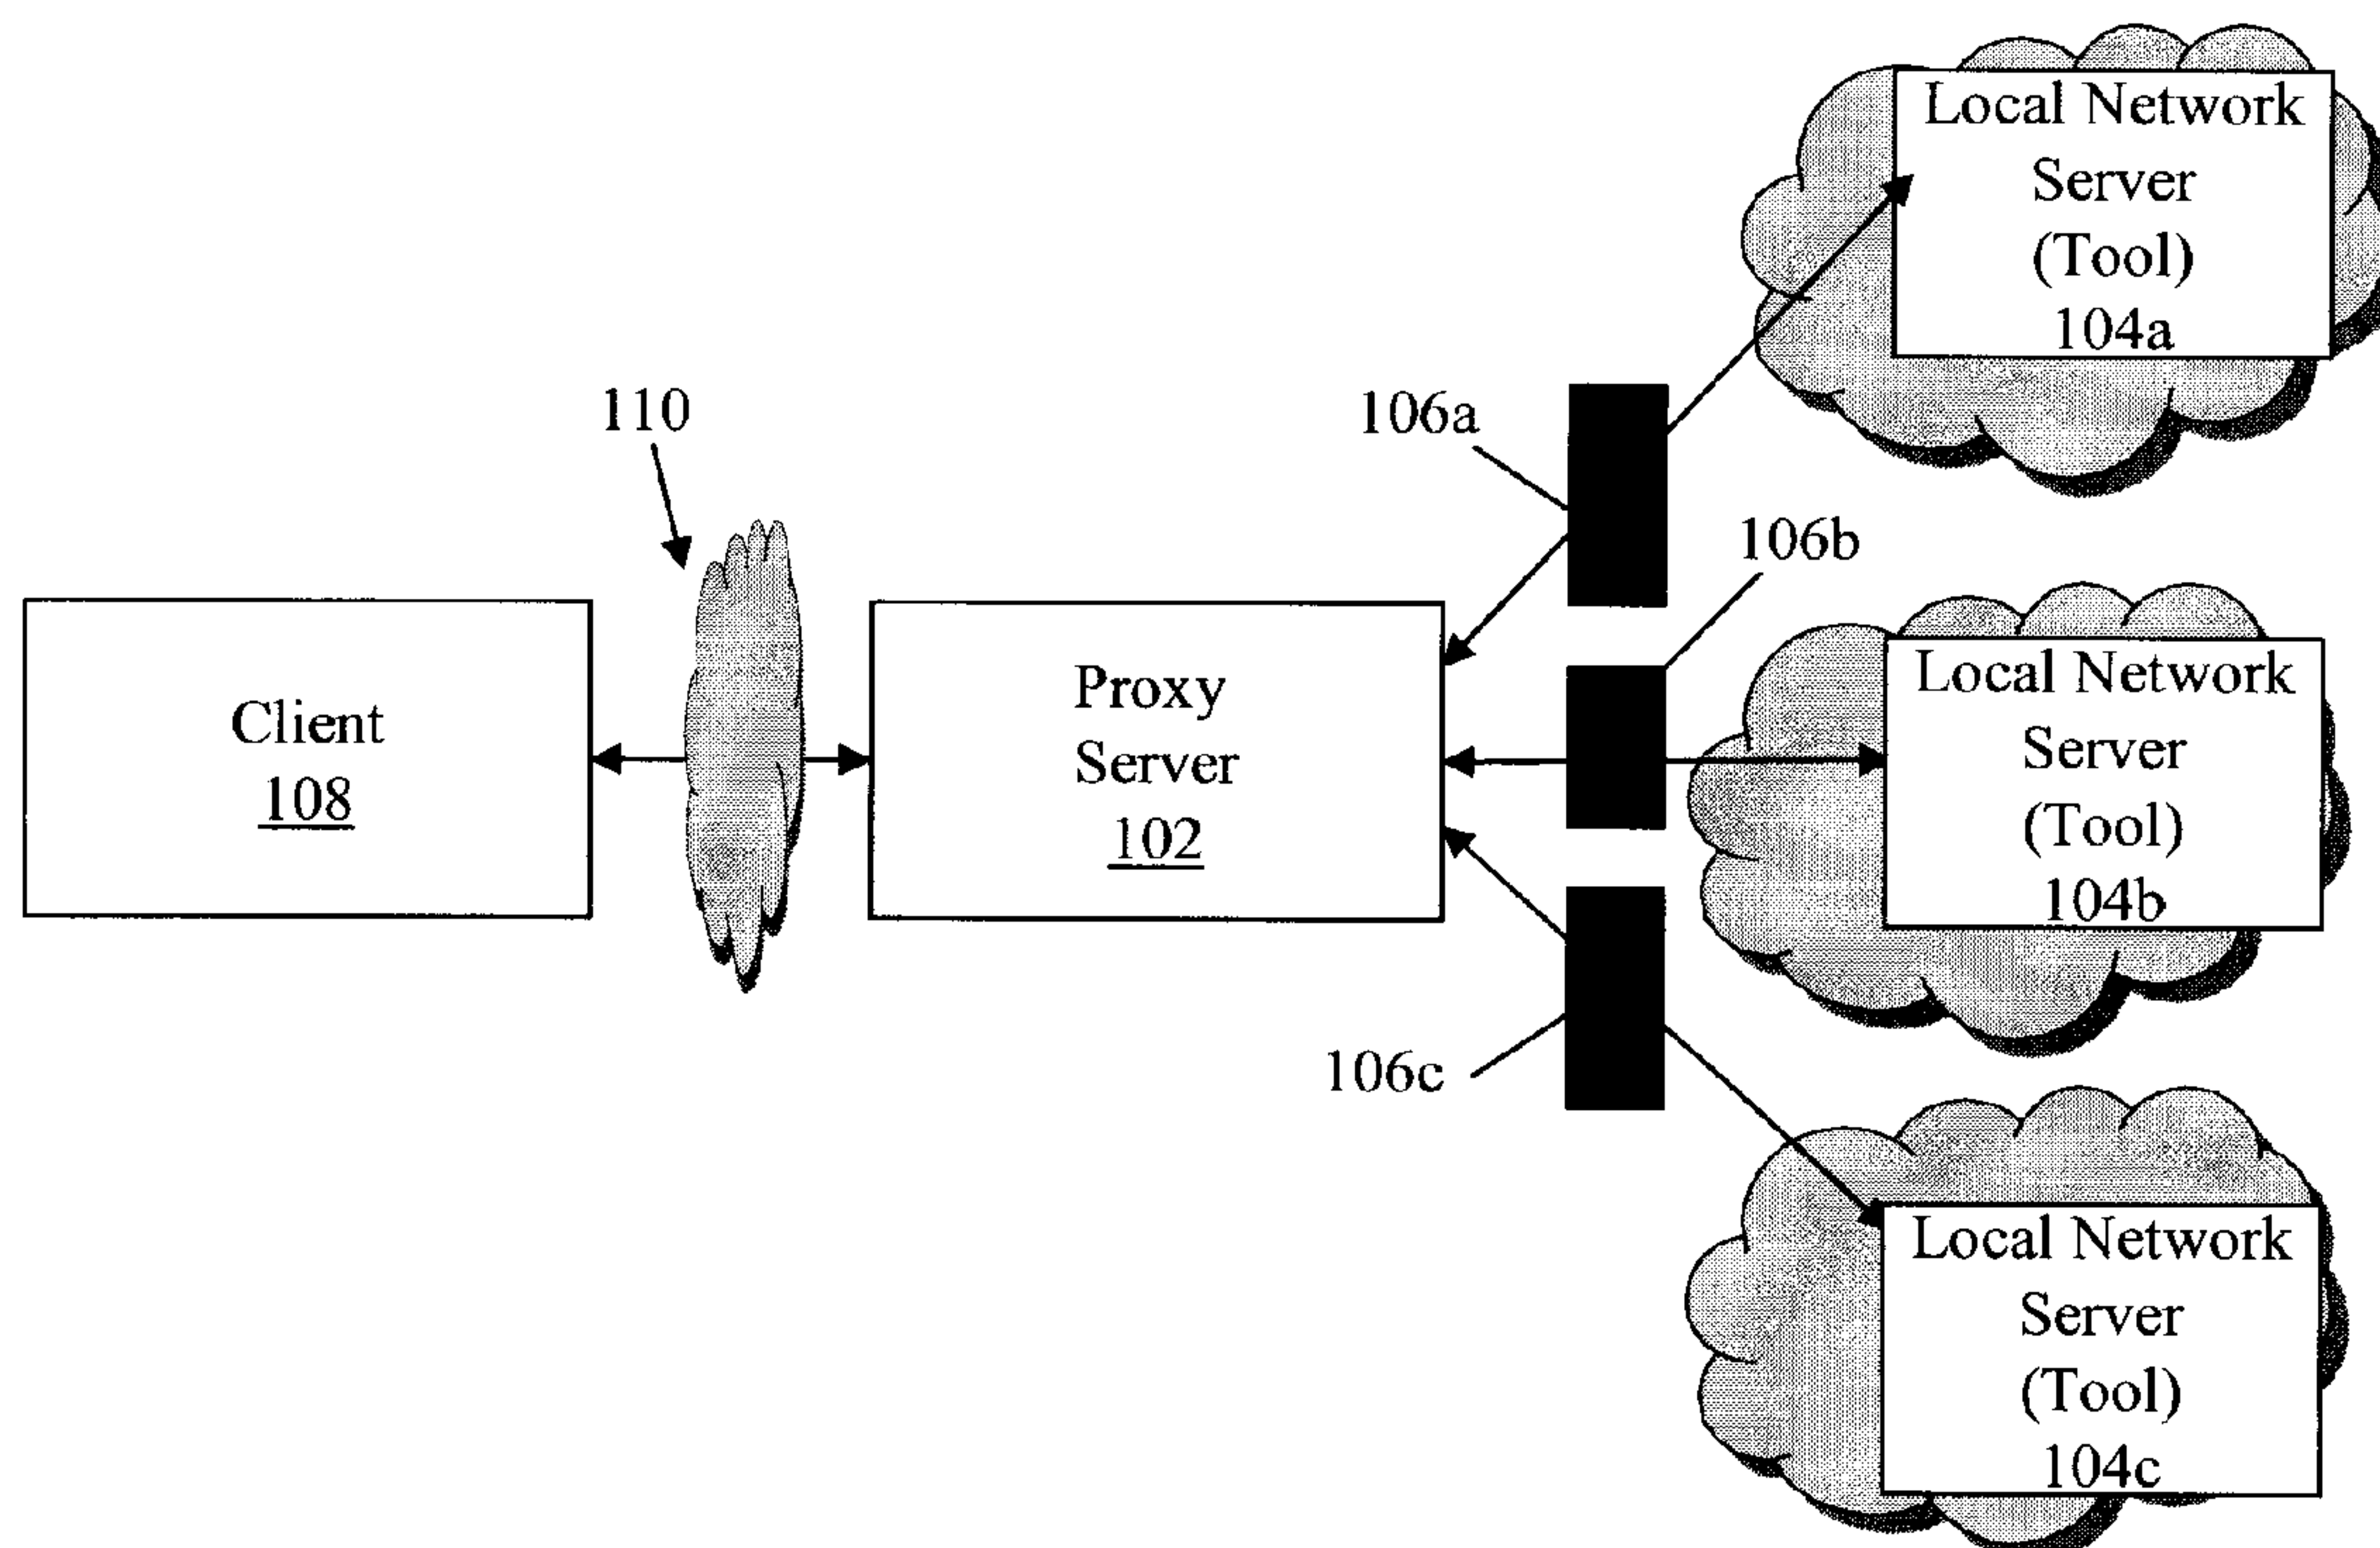 Local Network
Server
(Tool)
104a
110
106a
106b
Client
108
Proxy
Server
102
Local Network
Server
(Tool)
104b
106c
Local Network
Server
(Tool)
104c